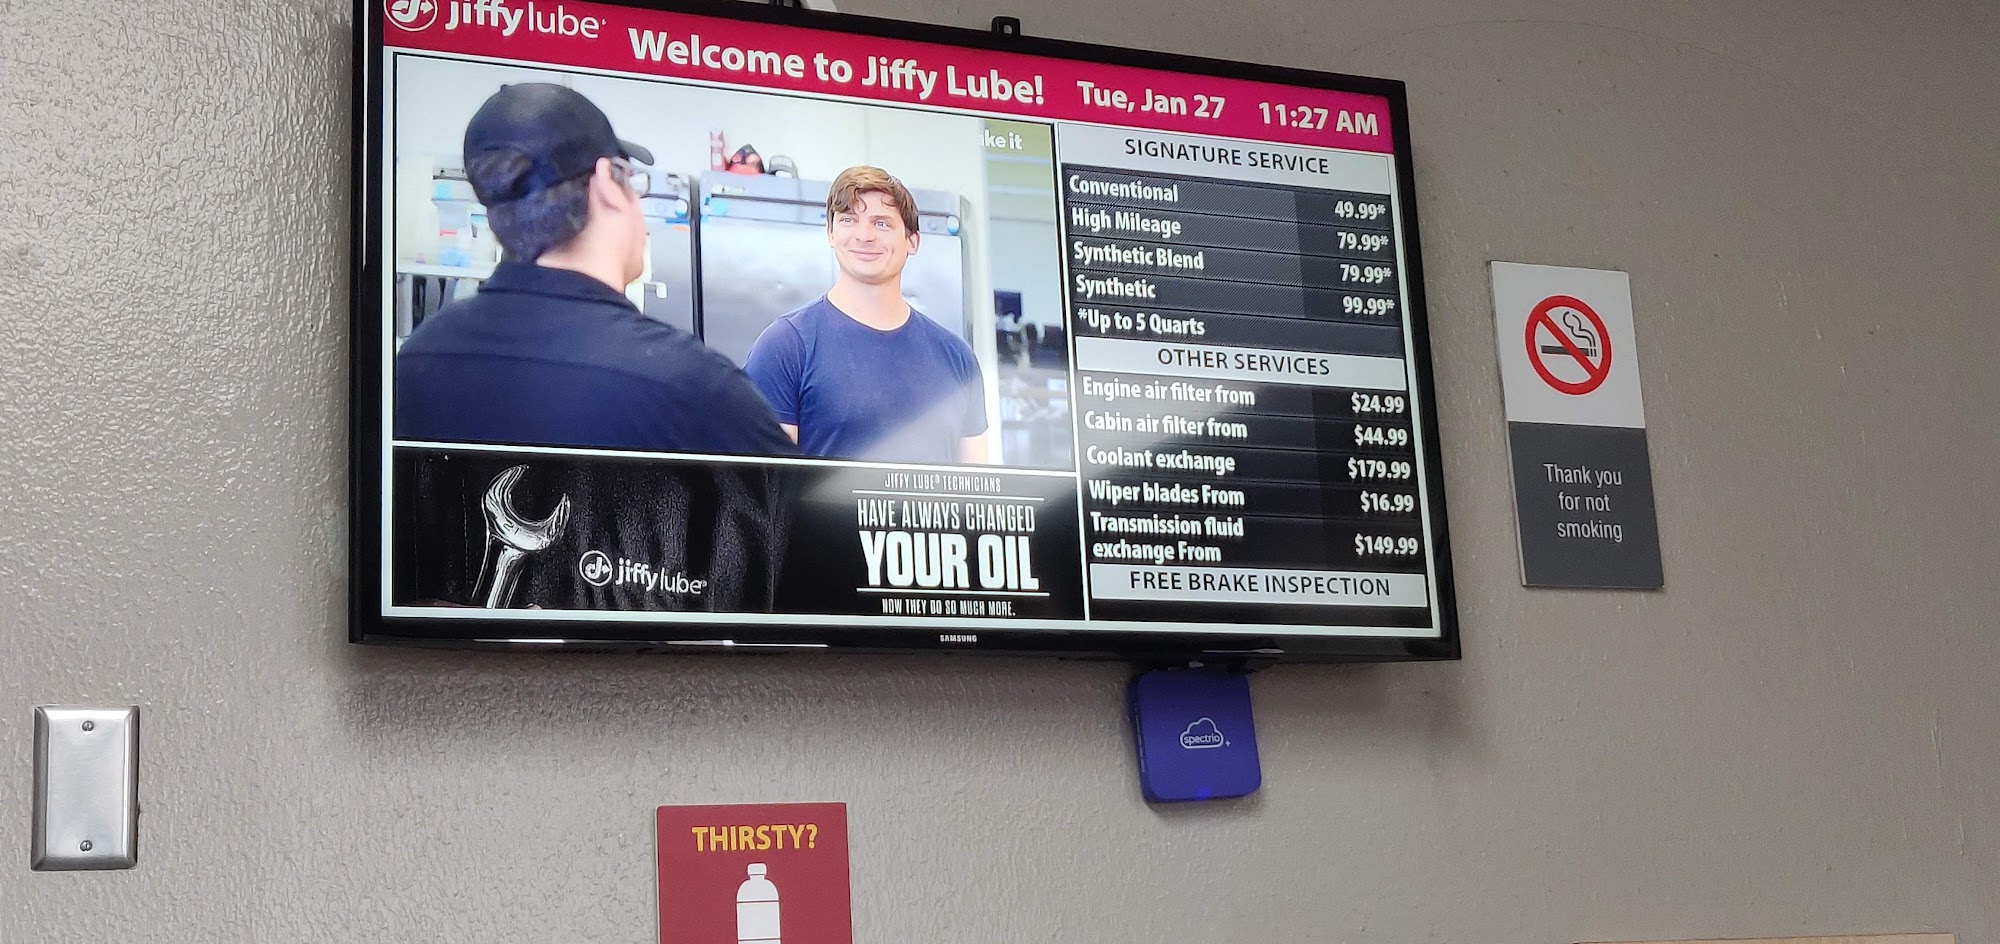 jiffy lube
Welcome to Jiffy Lube!
Tue, Jan 27
11:27 AM
ke it
SIGNATURE SERVICE
Conventional 49.99*
High Mileage 79.99*
Synthetic Blend 79.99*
Synthetic 99.99*
*Up to 5 Quarts
OTHER SERVICES
Engine air filter from $24.99
Cabin air filter from $44.99
Coolant exchange $179.99
Wiper blades From $16.99
Transmission fluid
exchange From $149.99
FREE BRAKE INSPECTION
jiffy lube®
JIFFY LUBE® TECHNICIANS
HAVE ALWAYS CHANGED
YOUR OIL
NOW THEY DO SO MUCH MORE.
SAMSUNG
spectrio
Thank you
for not
smoking
THIRSTY?